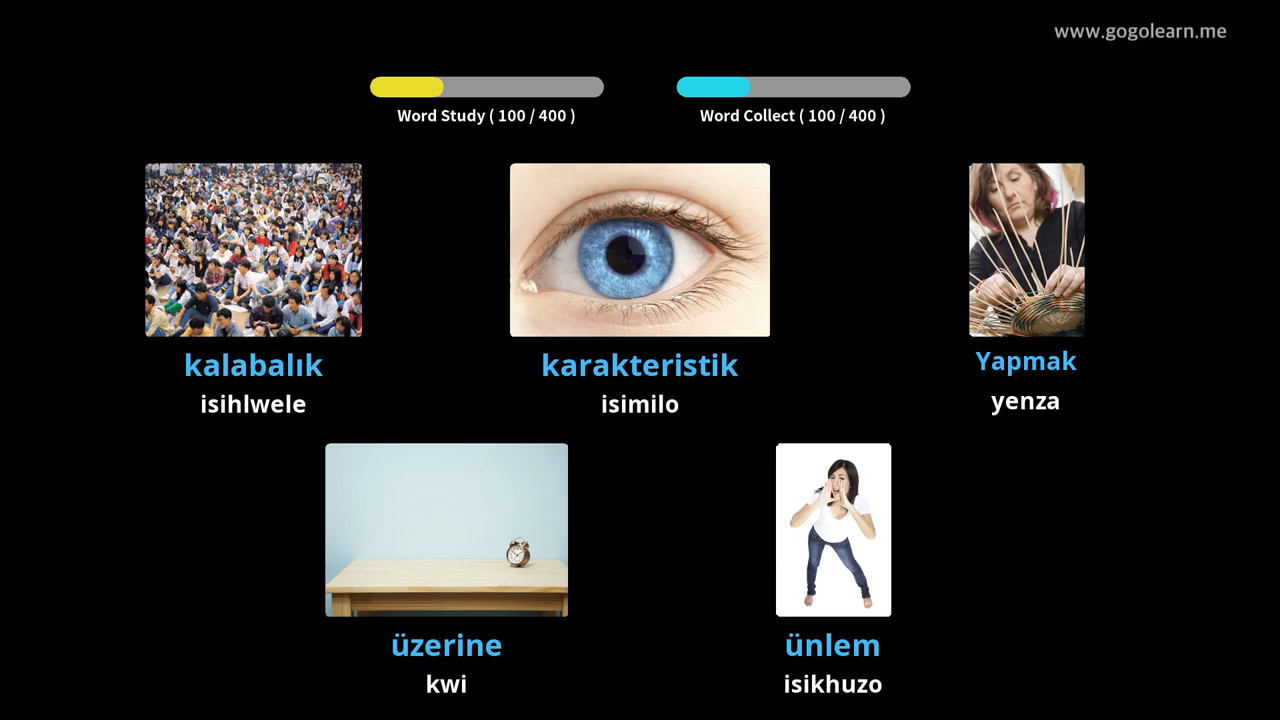 www.gogolearn.me
Word Study ( 100 / 400 )
Word Collect ( 100 / 400 )
kalabalık
isihlwele
karakteristik
isimilo
Yapmak
yenza
üzerine
kwi
ünlem
isikhuzo